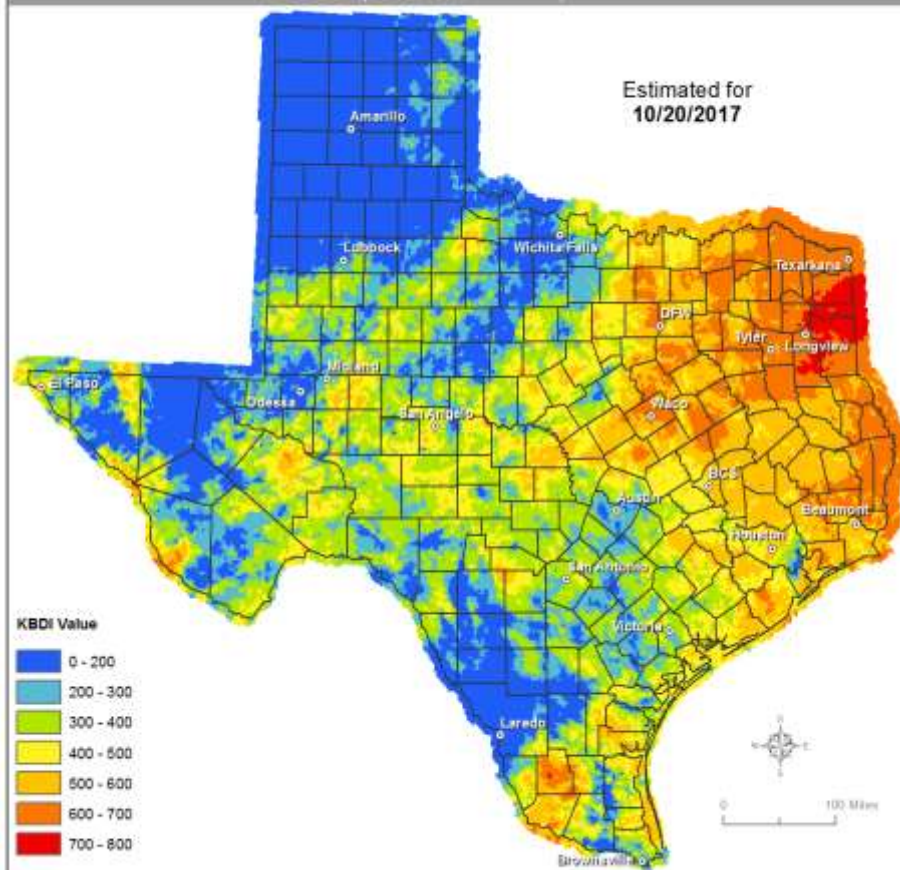 Estimated for
10/20/2017
Amarillo
Lubbock
Wichita Falls
Texarkana
DFW
Tyler
Longview
Midland
El Paso
Odessa
San Angelo
Waco
BCS
Austin
Beaumont
Houston
San Antonio
Victoria
Laredo
Brownsville
KBDI Value
0 - 200
200 - 300
300 - 400
400 - 500
500 - 600
600 - 700
700 - 800
0 100 Miles